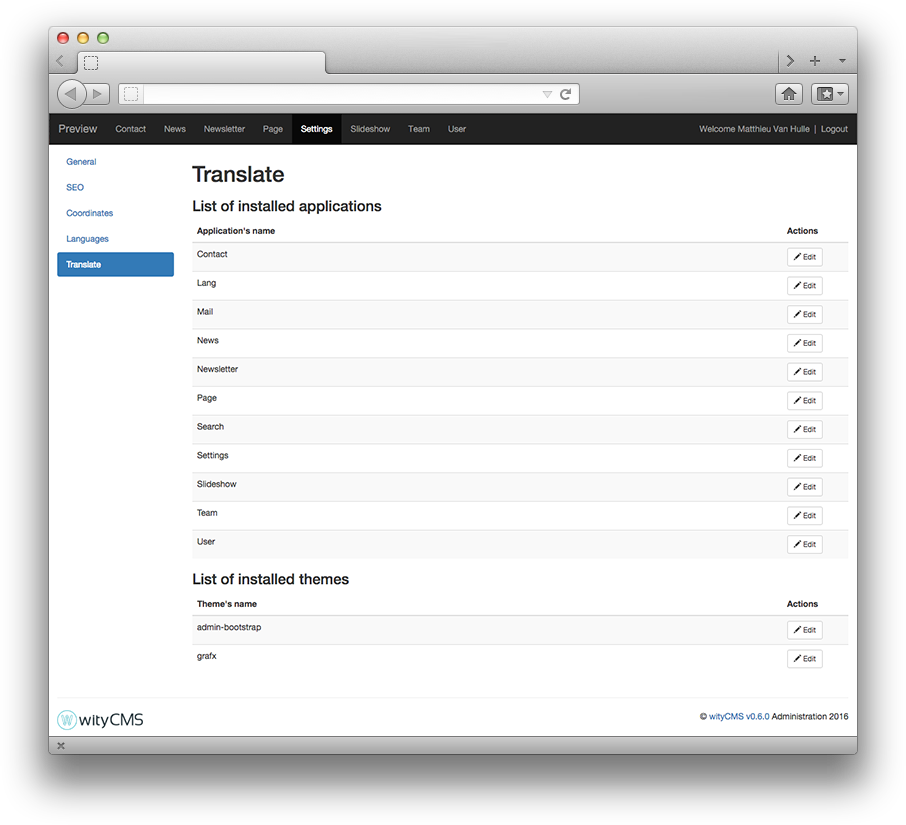 Preview Contact News Newsletter Page Settings Slideshow Team User Welcome Matthieu Van Hulle | Logout
General
SEO
Coordinates
Languages
Translate
Translate
List of installed applications
Application's name Actions
Contact Edit
Lang Edit
Mail Edit
News Edit
Newsletter Edit
Page Edit
Search Edit
Settings Edit
Slideshow Edit
Team Edit
User Edit
List of installed themes
Theme's name Actions
admin-bootstrap Edit
grafx Edit
W wityCMS © wityCMS v0.6.0 Administration 2016